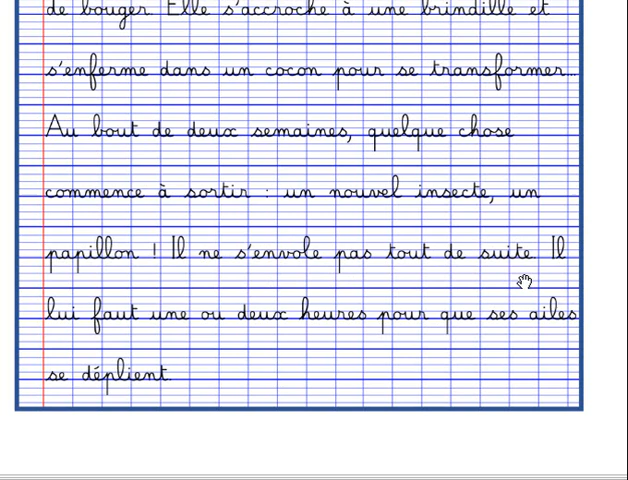 de bouger. Elle s'accroche à une brindille et
s'enferme dans un cocon pour se transformer...
Au bout de deux semaines, quelque chose
commence à sortir : un nouvel insecte, un
papillon ! Il ne s'envole pas tout de suite. Il
lui faut une ou deux heures pour que ses ailes
se déplient.